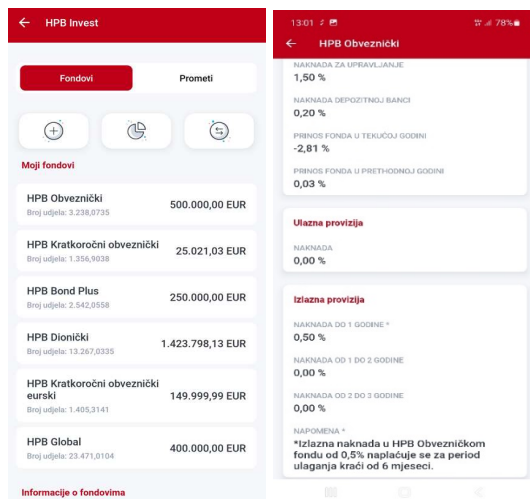 HPB Invest
Fondovi
Prometi
Moji fondovi
HPB Obveznički
500.000,00 EUR
Broj udjela: 3.238,0735
HPB Kratkoročni obveznički
25.021,03 EUR
Broj udjela: 1.356,9038
HPB Bond Plus
250.000,00 EUR
Broj udjela: 2.542,0558
HPB Dionički
1.423.798,13 EUR
Broj udjela: 13.267,0335
HPB Kratkoročni obveznički
eurski
149.999,99 EUR
Broj udjela: 1.405,3141
HPB Global
400.000,00 EUR
Broj udjela: 23.471,0104
Informacije o fondovima
13:01
78%
HPB Obveznički
NAKNADA ZA UPRAVLJANJE
1,50 %
NAKNADA DEPOZITNOJ BANCI
0,20 %
PRINOS FONDA U TEKUĆOJ GODINI
-2,81 %
PRINOS FONDA U PRETHODNOJ GODINI
0,03 %
Ulazna provizija
NAKNADA
0,00 %
Izlazna provizija
NAKNADA DO 1 GODINE *
0,50 %
NAKNADA OD 1 DO 2 GODINE
0,00 %
NAKNADA OD 2 DO 3 GODINE
0,00 %
NAPOMENA *
*Izlazna naknada u HPB Obvezničkom
fondu od 0,5% naplaćuje se za period
ulaganja kraći od 6 mjeseci.